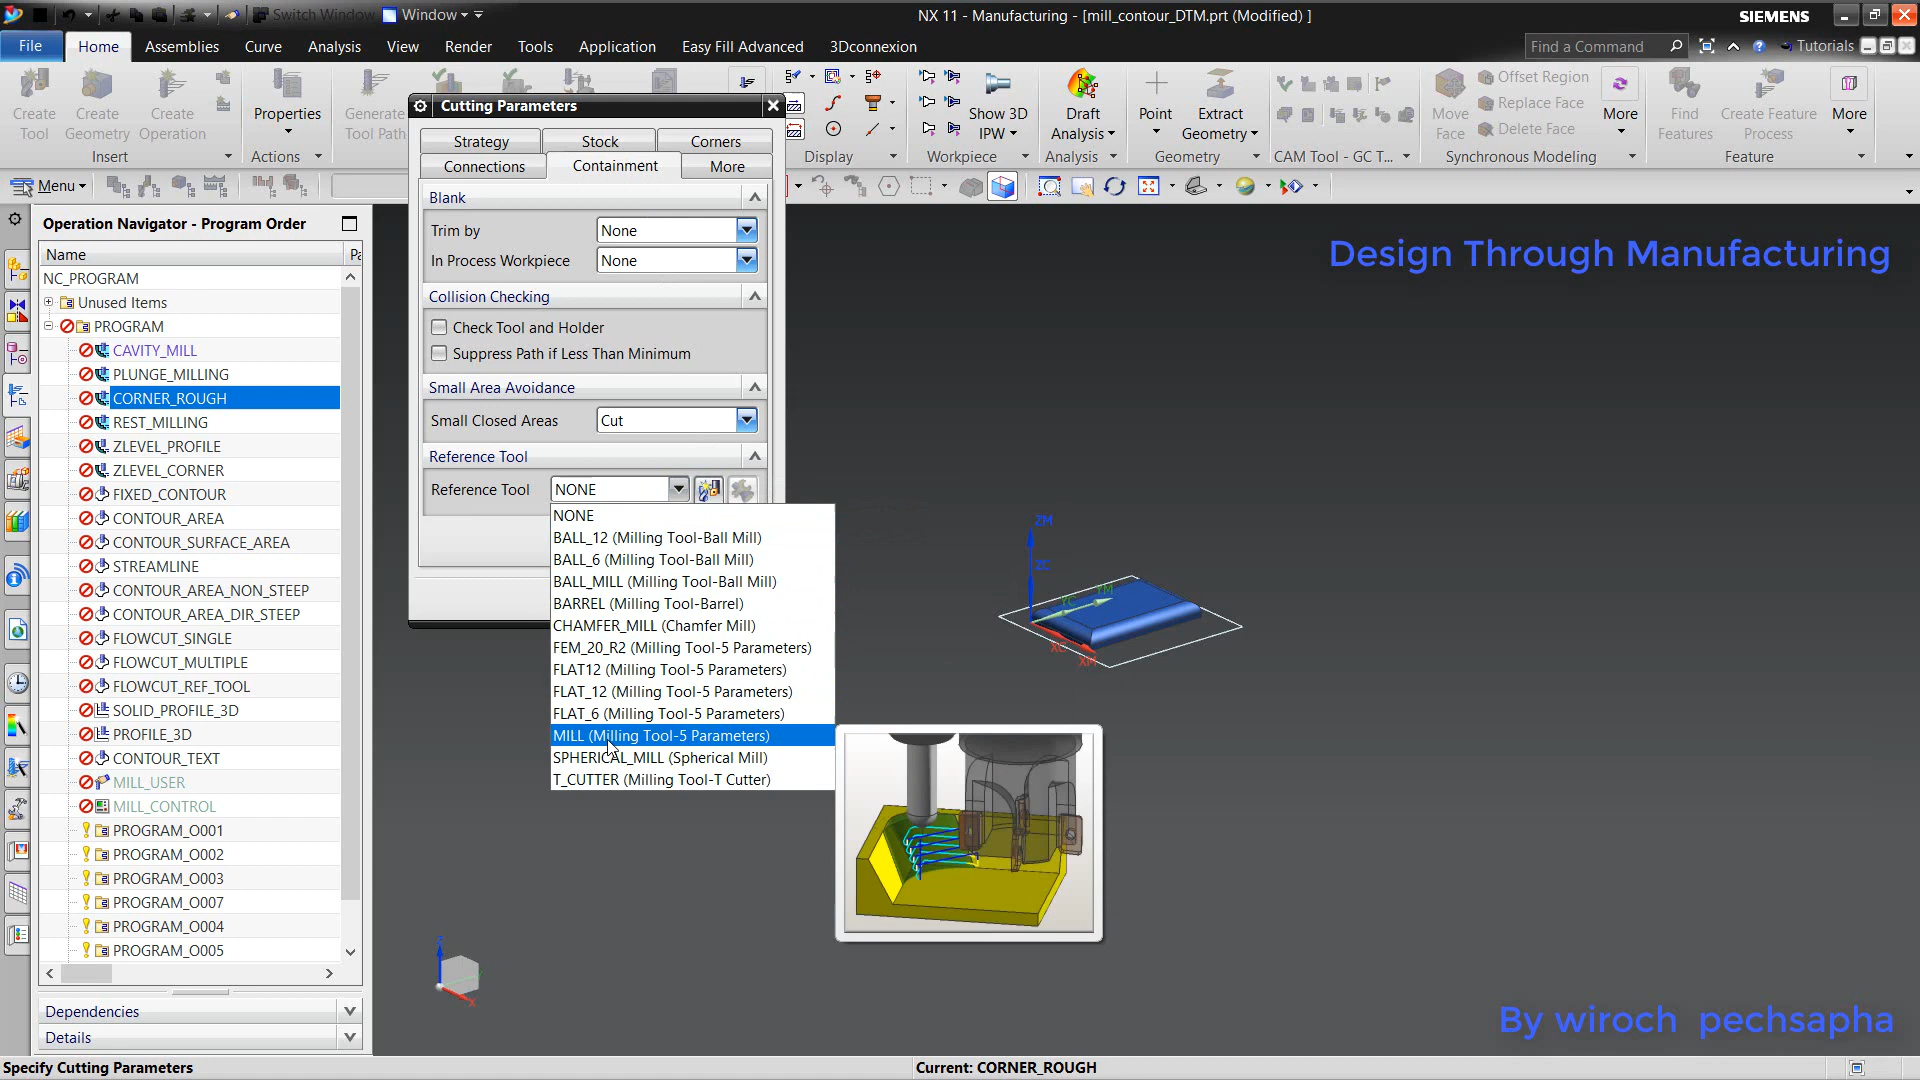 Switch Window
Window
NX 11 - Manufacturing - [mill_contour_DTM.prt (Modified) ]
SIEMENS
File
Home
Assemblies
Curve
Analysis
View
Render
Tools
Application
Easy Fill Advanced
3Dconnexion
Find a Command
Tutorials
Create
Tool
Create
Geometry
Create
Operation
Insert
Properties
Actions
Generate
Tool Path
Display
Show 3D
IPW
Workpiece
Draft
Analysis
Analysis
Point
Extract
Geometry
Geometry
CAM Tool - GC T...
Move
Face
Offset Region
Replace Face
Delete Face
More
Synchronous Modeling
Find
Features
Create Feature
Process
More
Feature
Menu
Cutting Parameters
Strategy
Stock
Corners
Connections
Containment
More
Blank
Trim by
None
In Process Workpiece
None
Collision Checking
Check Tool and Holder
Suppress Path if Less Than Minimum
Small Area Avoidance
Small Closed Areas
Cut
Reference Tool
Reference Tool
NONE
NONE
BALL_12 (Milling Tool-Ball Mill)
BALL_6 (Milling Tool-Ball Mill)
BALL_MILL (Milling Tool-Ball Mill)
BARREL (Milling Tool-Barrel)
CHAMFER_MILL (Chamfer Mill)
FEM_20_R2 (Milling Tool-5 Parameters)
FLAT12 (Milling Tool-5 Parameters)
FLAT_12 (Milling Tool-5 Parameters)
FLAT_6 (Milling Tool-5 Parameters)
MILL (Milling Tool-5 Parameters)
SPHERICAL_MILL (Spherical Mill)
T_CUTTER (Milling Tool-T Cutter)
Operation Navigator - Program Order
Name
Pa
NC_PROGRAM
Unused Items
PROGRAM
CAVITY_MILL
PLUNGE_MILLING
CORNER_ROUGH
REST_MILLING
ZLEVEL_PROFILE
ZLEVEL_CORNER
FIXED_CONTOUR
CONTOUR_AREA
CONTOUR_SURFACE_AREA
STREAMLINE
CONTOUR_AREA_NON_STEEP
CONTOUR_AREA_DIR_STEEP
FLOWCUT_SINGLE
FLOWCUT_MULTIPLE
FLOWCUT_REF_TOOL
SOLID_PROFILE_3D
PROFILE_3D
CONTOUR_TEXT
MILL_USER
MILL_CONTROL
PROGRAM_O001
PROGRAM_O002
PROGRAM_O003
PROGRAM_O007
PROGRAM_O004
PROGRAM_O005
Dependencies
Details
Design Through Manufacturing
ZM
ZC
YC
YM
XC
XM
Z
X
By wiroch pechsapha
Specify Cutting Parameters
Current: CORNER_ROUGH